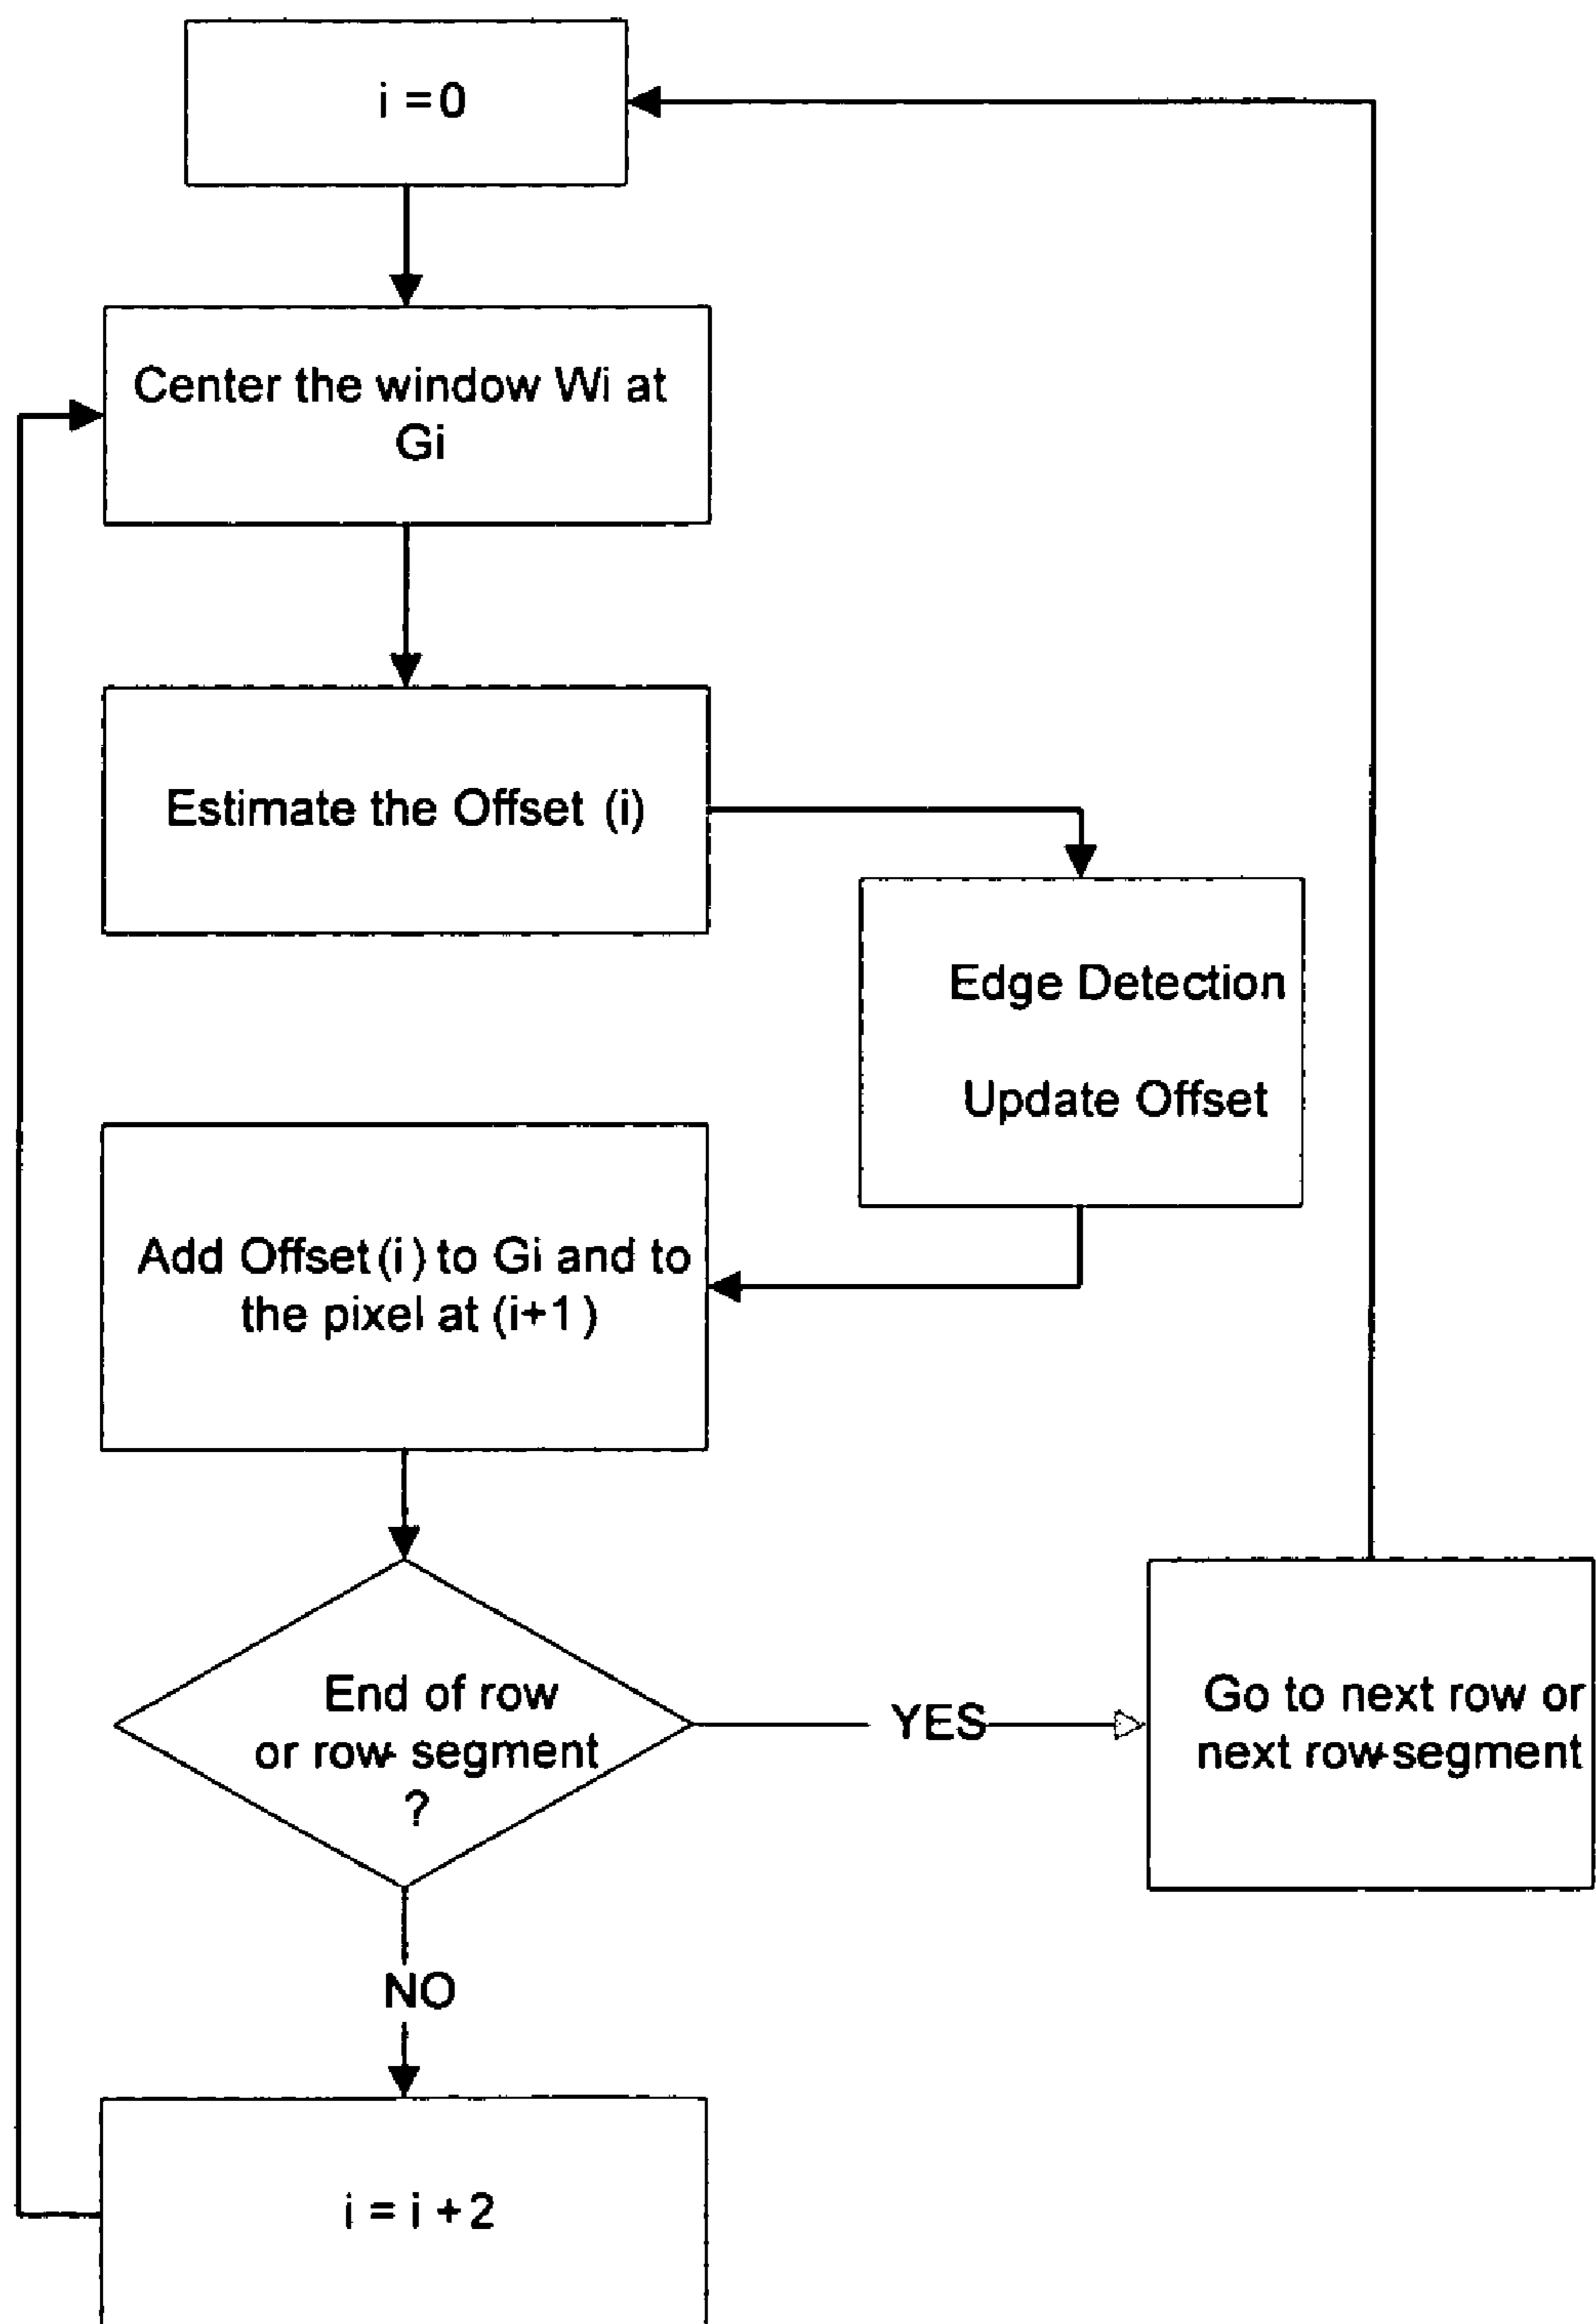 i = 0
Center the window Wi at
Gi
Estimate the Offset (i)
Edge Detection
Update Offset
Add Offset (i) to Gi and to
the pixel at (i+1)
End of row
or row- segment
?
YES
Go to next row or
next row-segment
NO
i = i + 2